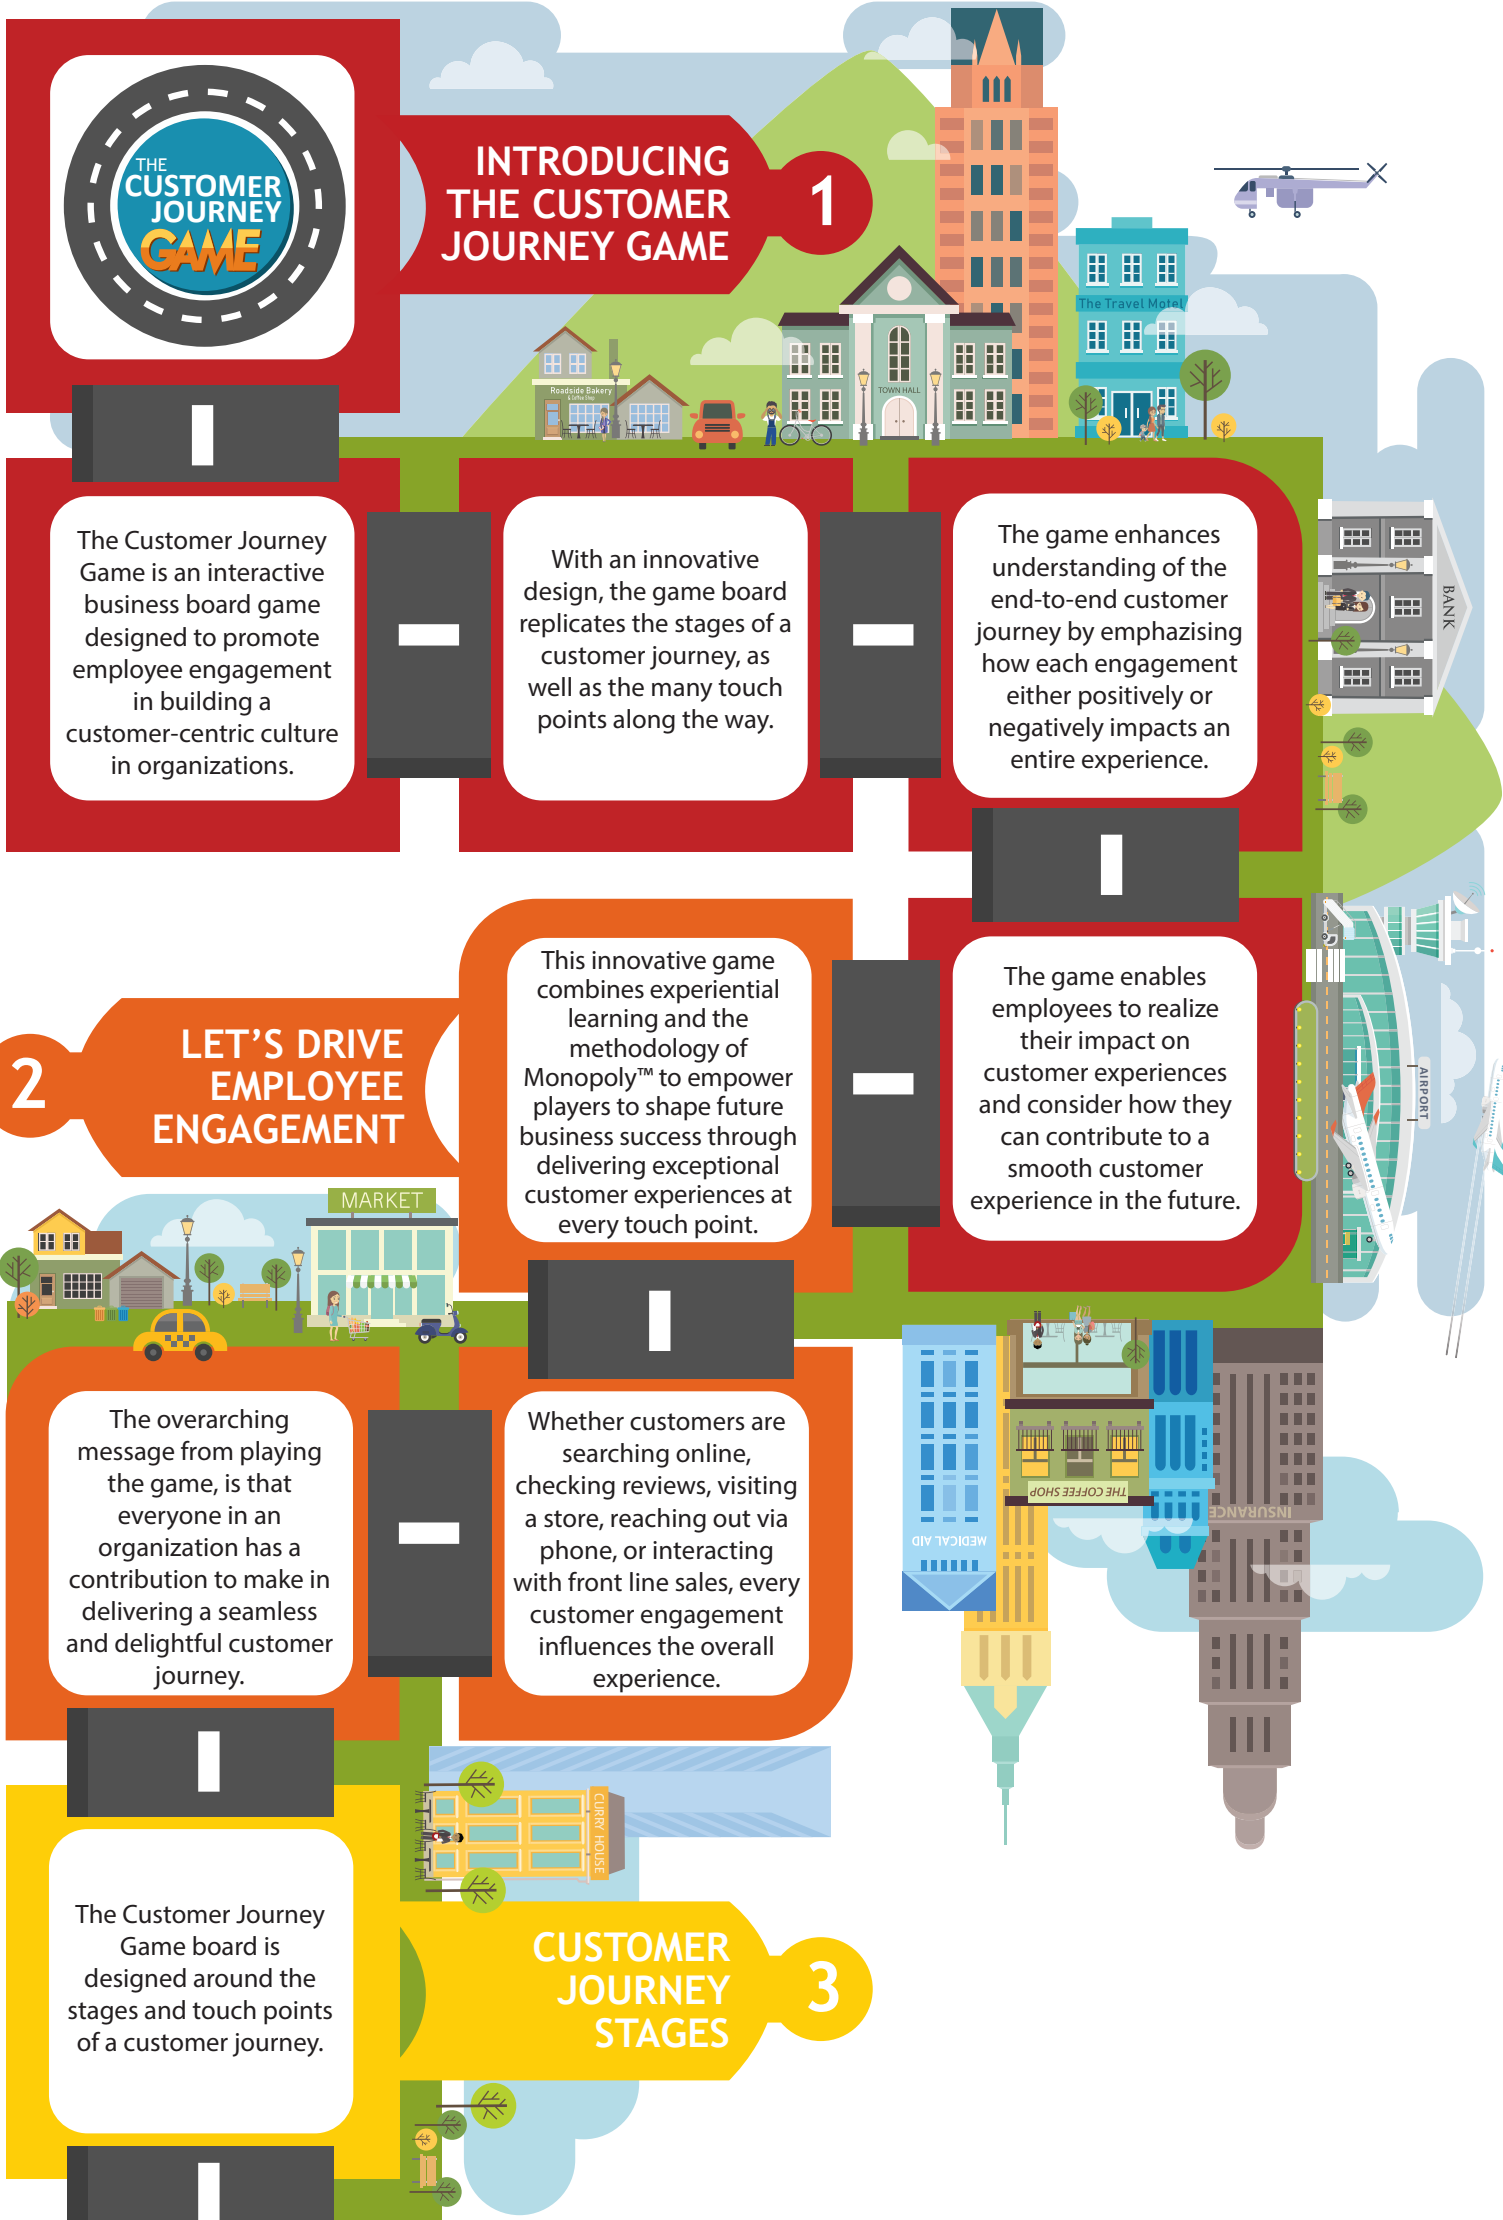 THE
CUSTOMER
JOURNEY
GAME
INTRODUCING
THE CUSTOMER
JOURNEY GAME
1
The Travel Motel
Roadside Bakery
& Coffee Shop
TOWN HALL
The Customer Journey
Game is an interactive
business board game
designed to promote
employee engagement
in building a
customer-centric culture
in organizations.
With an innovative
design, the game board
replicates the stages of a
customer journey, as
well as the many touch
points along the way.
The game enhances
understanding of the
end-to-end customer
journey by emphazising
how each engagement
either positively or
negatively impacts an
entire experience.
BANK
The game enables
employees to realize
their impact on
customer experiences
and consider how they
can contribute to a
smooth customer
experience in the future.
AIRPORT
2
LET’S DRIVE
EMPLOYEE
ENGAGEMENT
This innovative game
combines experiential
learning and the
methodology of
Monopoly™ to empower
players to shape future
business success through
delivering exceptional
customer experiences at
every touch point.
MARKET
Whether customers are
searching online,
checking reviews, visiting
a store, reaching out via
phone, or interacting
with front line sales, every
customer engagement
influences the overall
experience.
THE COFFEE SHOP
INSURANCE
MEDICAL AID
The overarching
message from playing
the game, is that
everyone in an
organization has a
contribution to make in
delivering a seamless
and delightful customer
journey.
CURRY HOUSE
The Customer Journey
Game board is
designed around the
stages and touch points
of a customer journey.
CUSTOMER
JOURNEY
STAGES
3